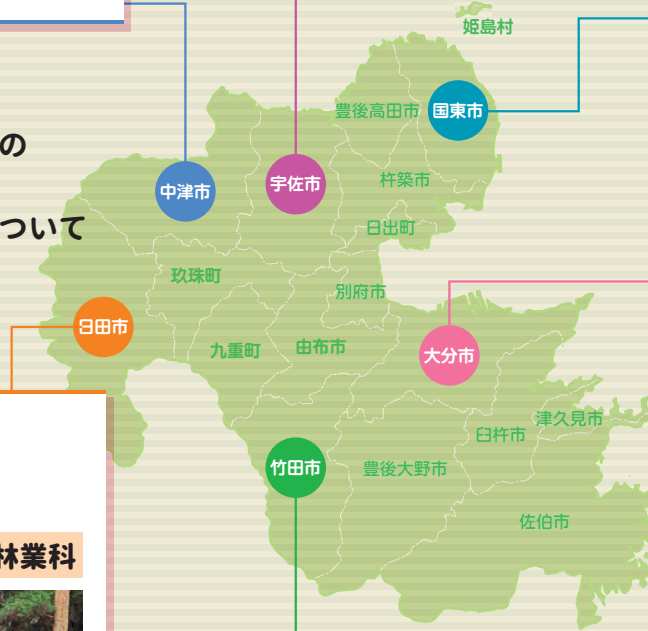 姫島村
豊後高田市
国東市
の
杵築市
宇佐市
中津市
ついて
日出町
玖珠町
別府市
日田市
九重町
由布市
大分市
津久見市
臼杵市
竹田市
豊後大野市
佐伯市
林業科